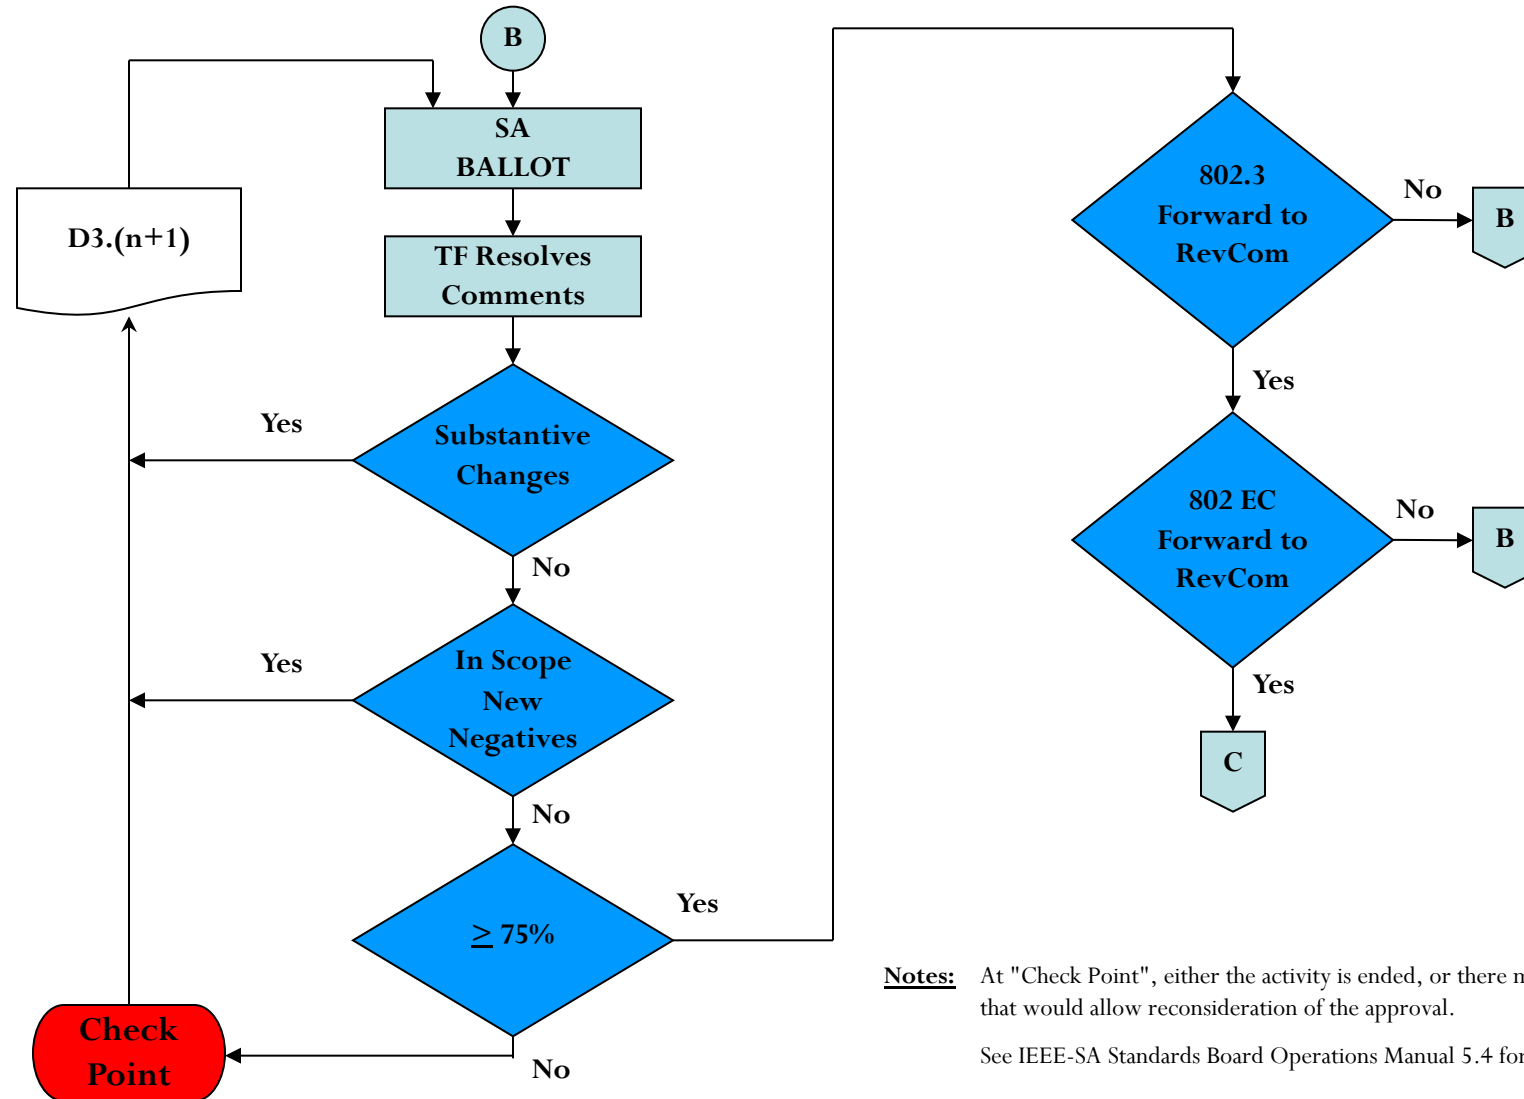 B
SA
BALLOT
D3.(n+1)
TF Resolves
Comments
Yes
Substantive
Changes
No
Yes
In Scope
New
Negatives
No
≥ 75%
Yes
Check
Point
No
802.3
Forward to
RevCom
No
B
Yes
802 EC
Forward to
RevCom
No
B
Yes
C
Notes: At "Check Point", either the activity is ended, or there
that would allow reconsideration of the approval.
See IEEE-SA Standards Board Operations Manual 5.4 for